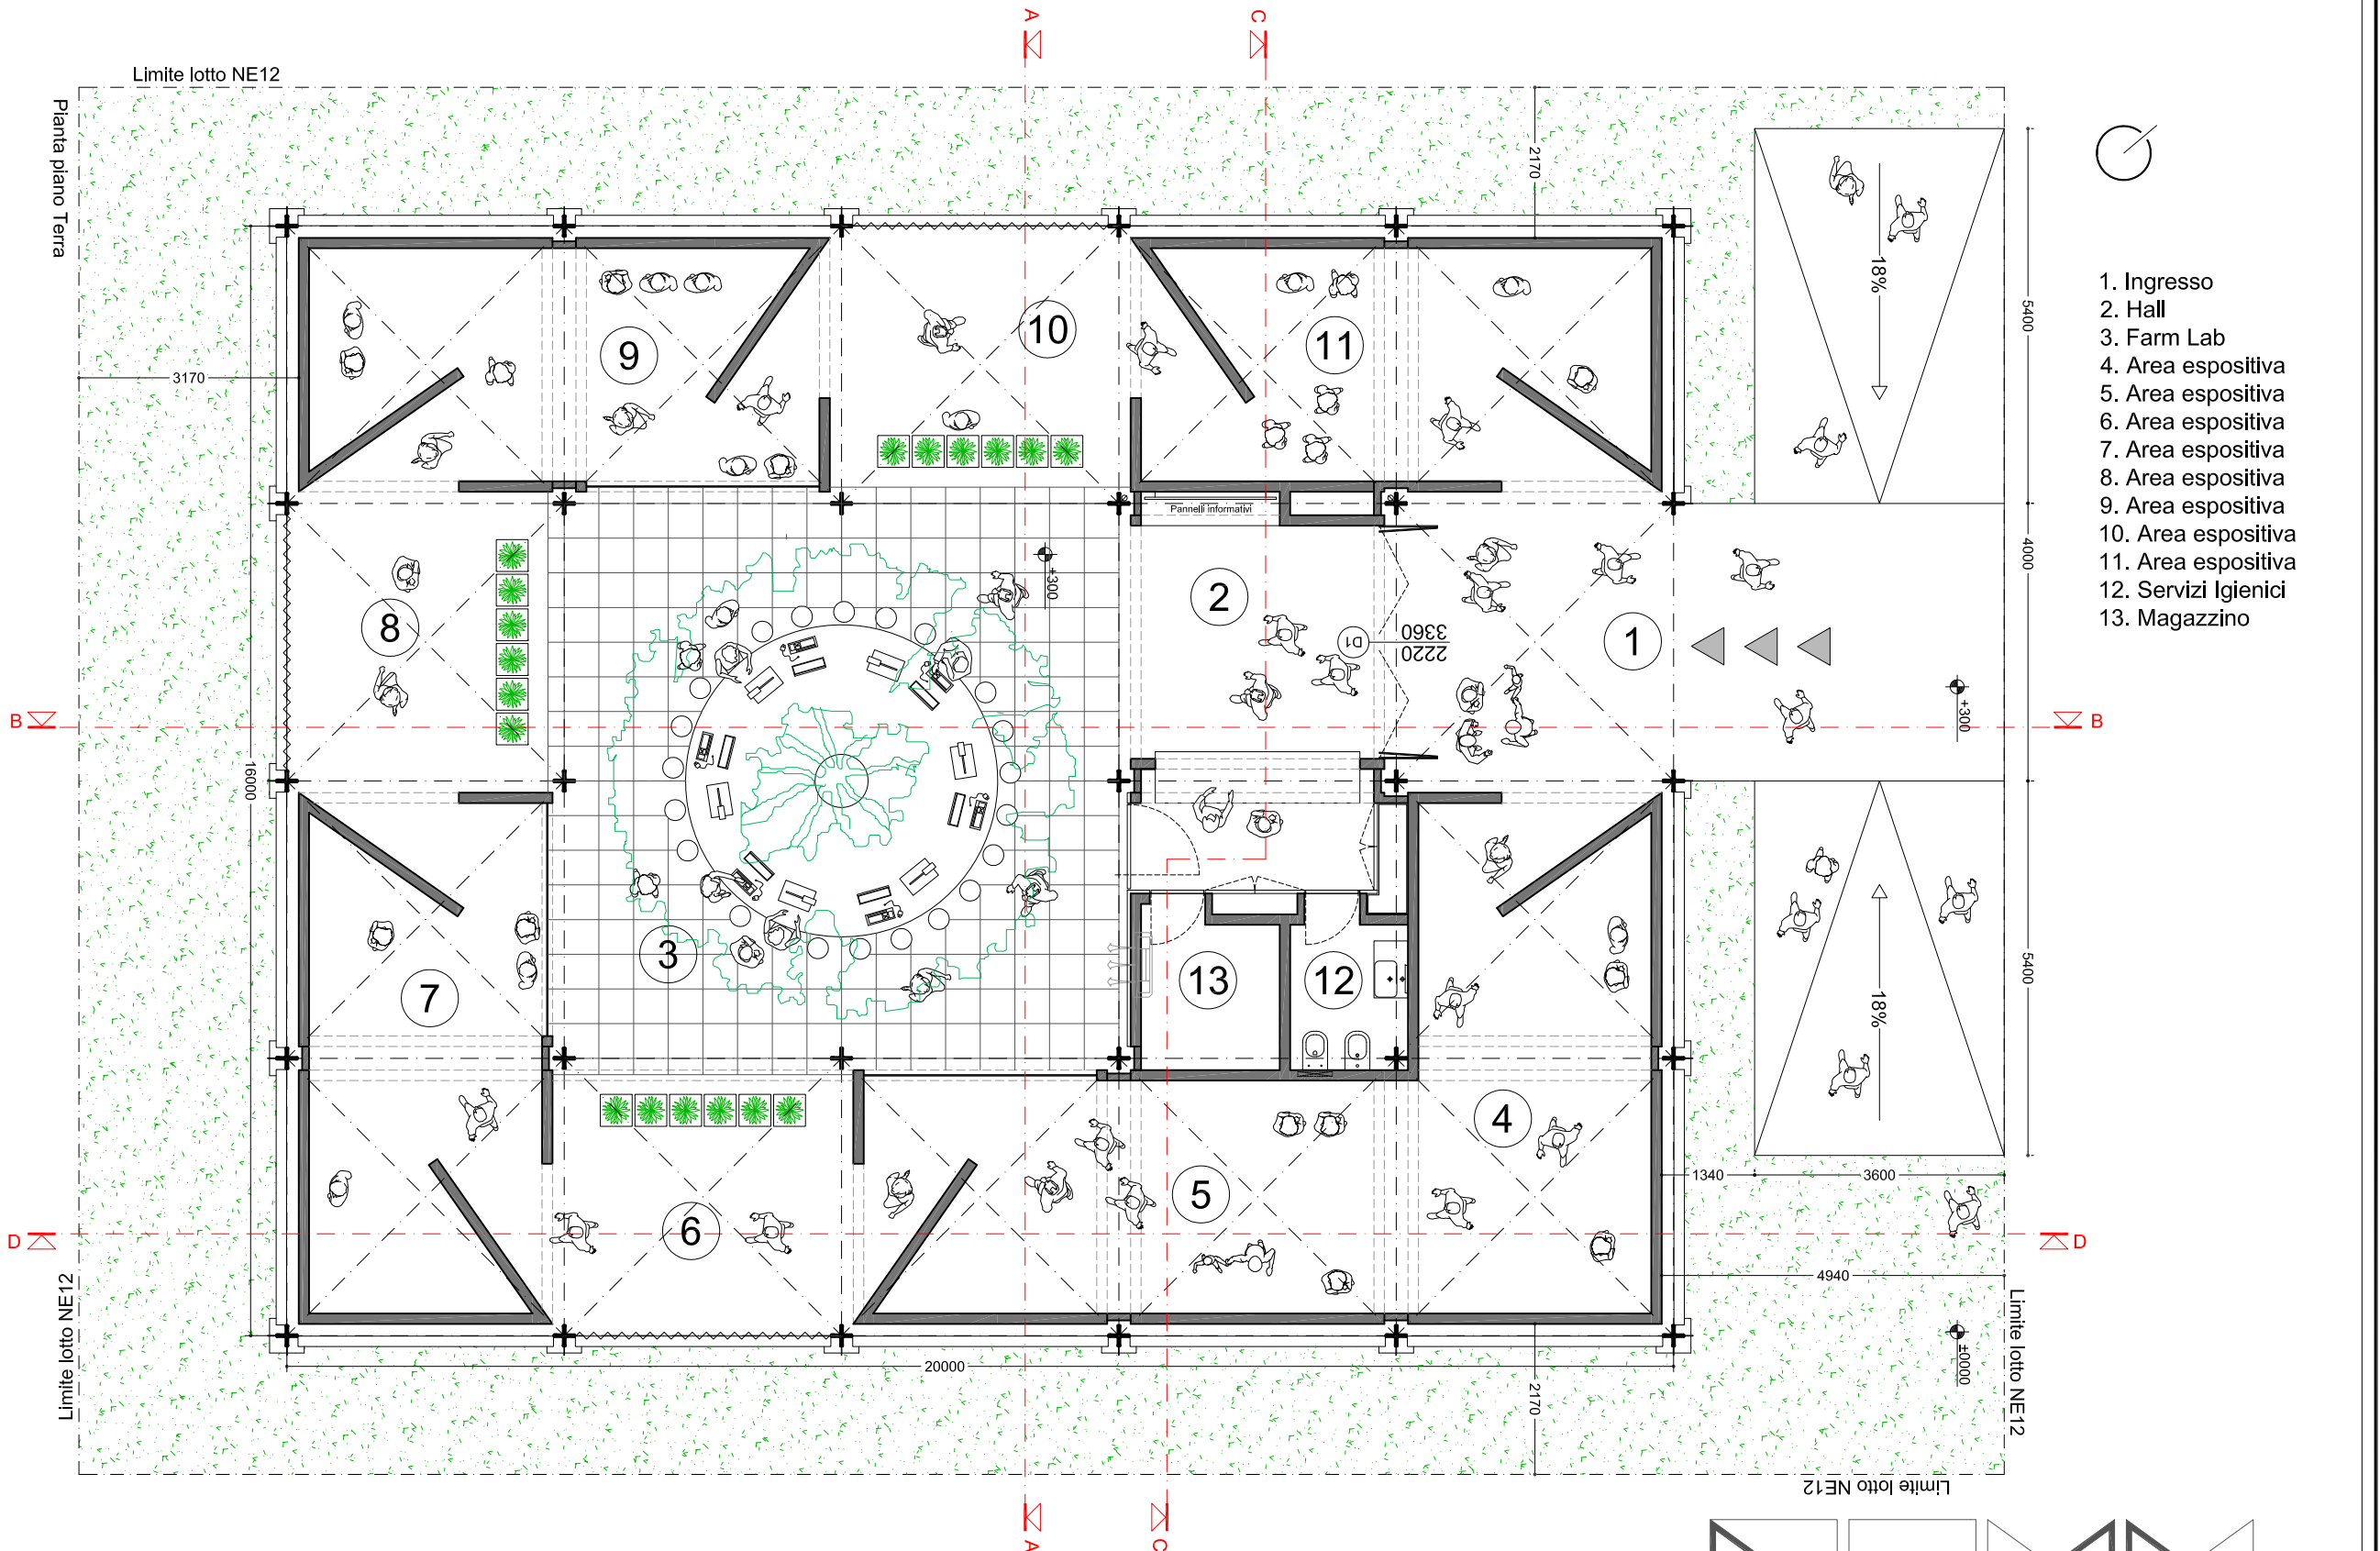 A
C
Limite lotto NE12
Pianta piano Terra
2170
18%
5400
1. Ingresso
2. Hall
3. Farm Lab
4. Area espositiva
5. Area espositiva
6. Area espositiva
7. Area espositiva
8. Area espositiva
9. Area espositiva
10. Area espositiva
11. Area espositiva
12. Servizi Igienici
13. Magazzino
10
11
9
3170
Pannelli informativi
4000
+300
2
8
D1
3360
2220
1
+300
B
B
16000
3
13
12
7
5400
18%
4
1340
3600
5
6
D
D
4940
Limite lotto NE12
Limite lotto NE12
±0000
20000
2170
Limite lotto NE12
A
C